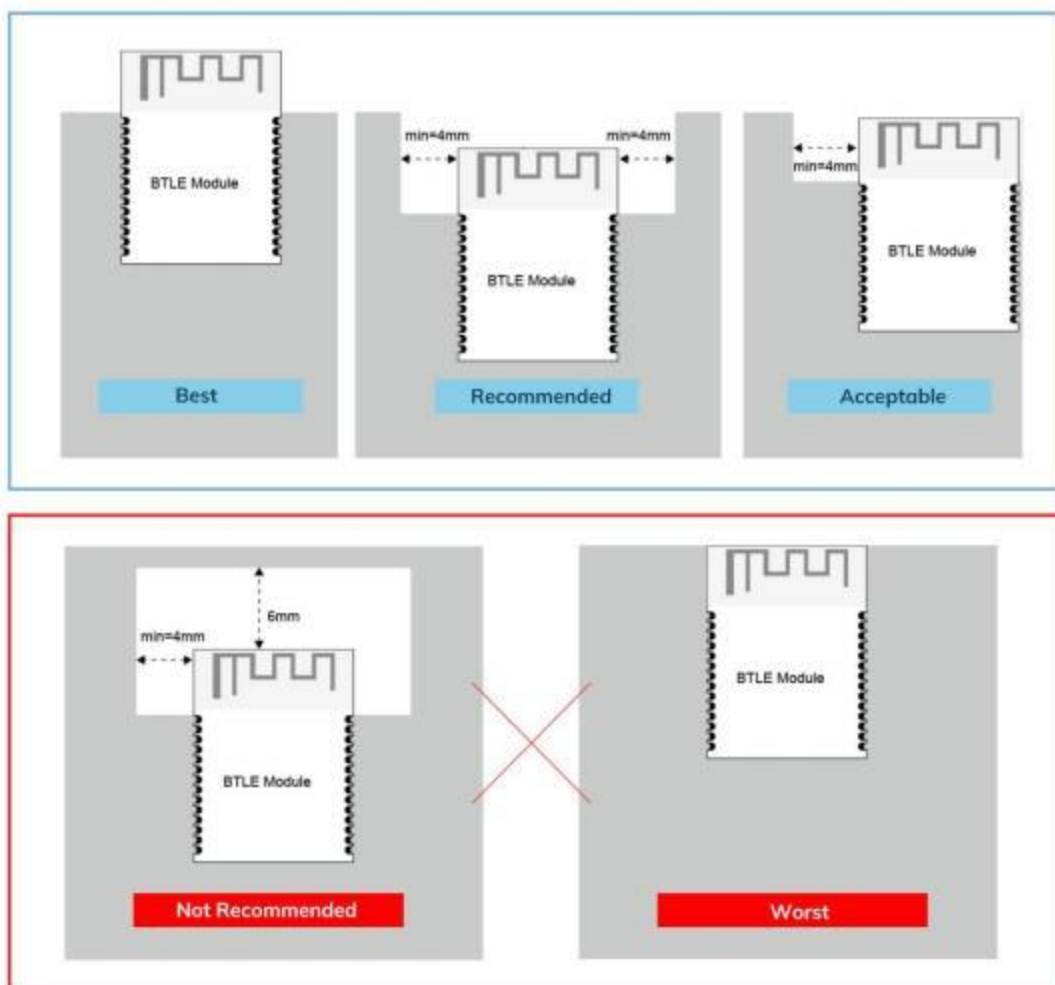 min=4mm
min=4mm
min=4mm
BTLE Module
BTLE Module
BTLE Module
Best
Recommended
Acceptable
6mm
min=4mm
BTLE Module
BTLE Module
Not Recommended
Worst